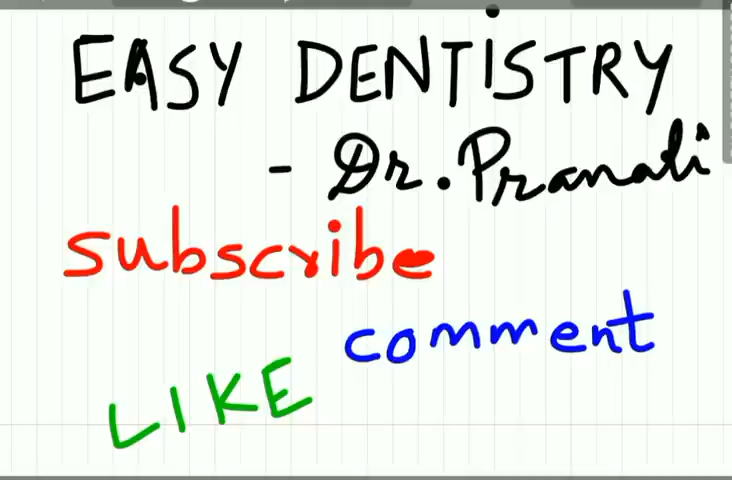 EASY DENTISTRY
- Dr. Pranali
subscribe
comment
LIKE